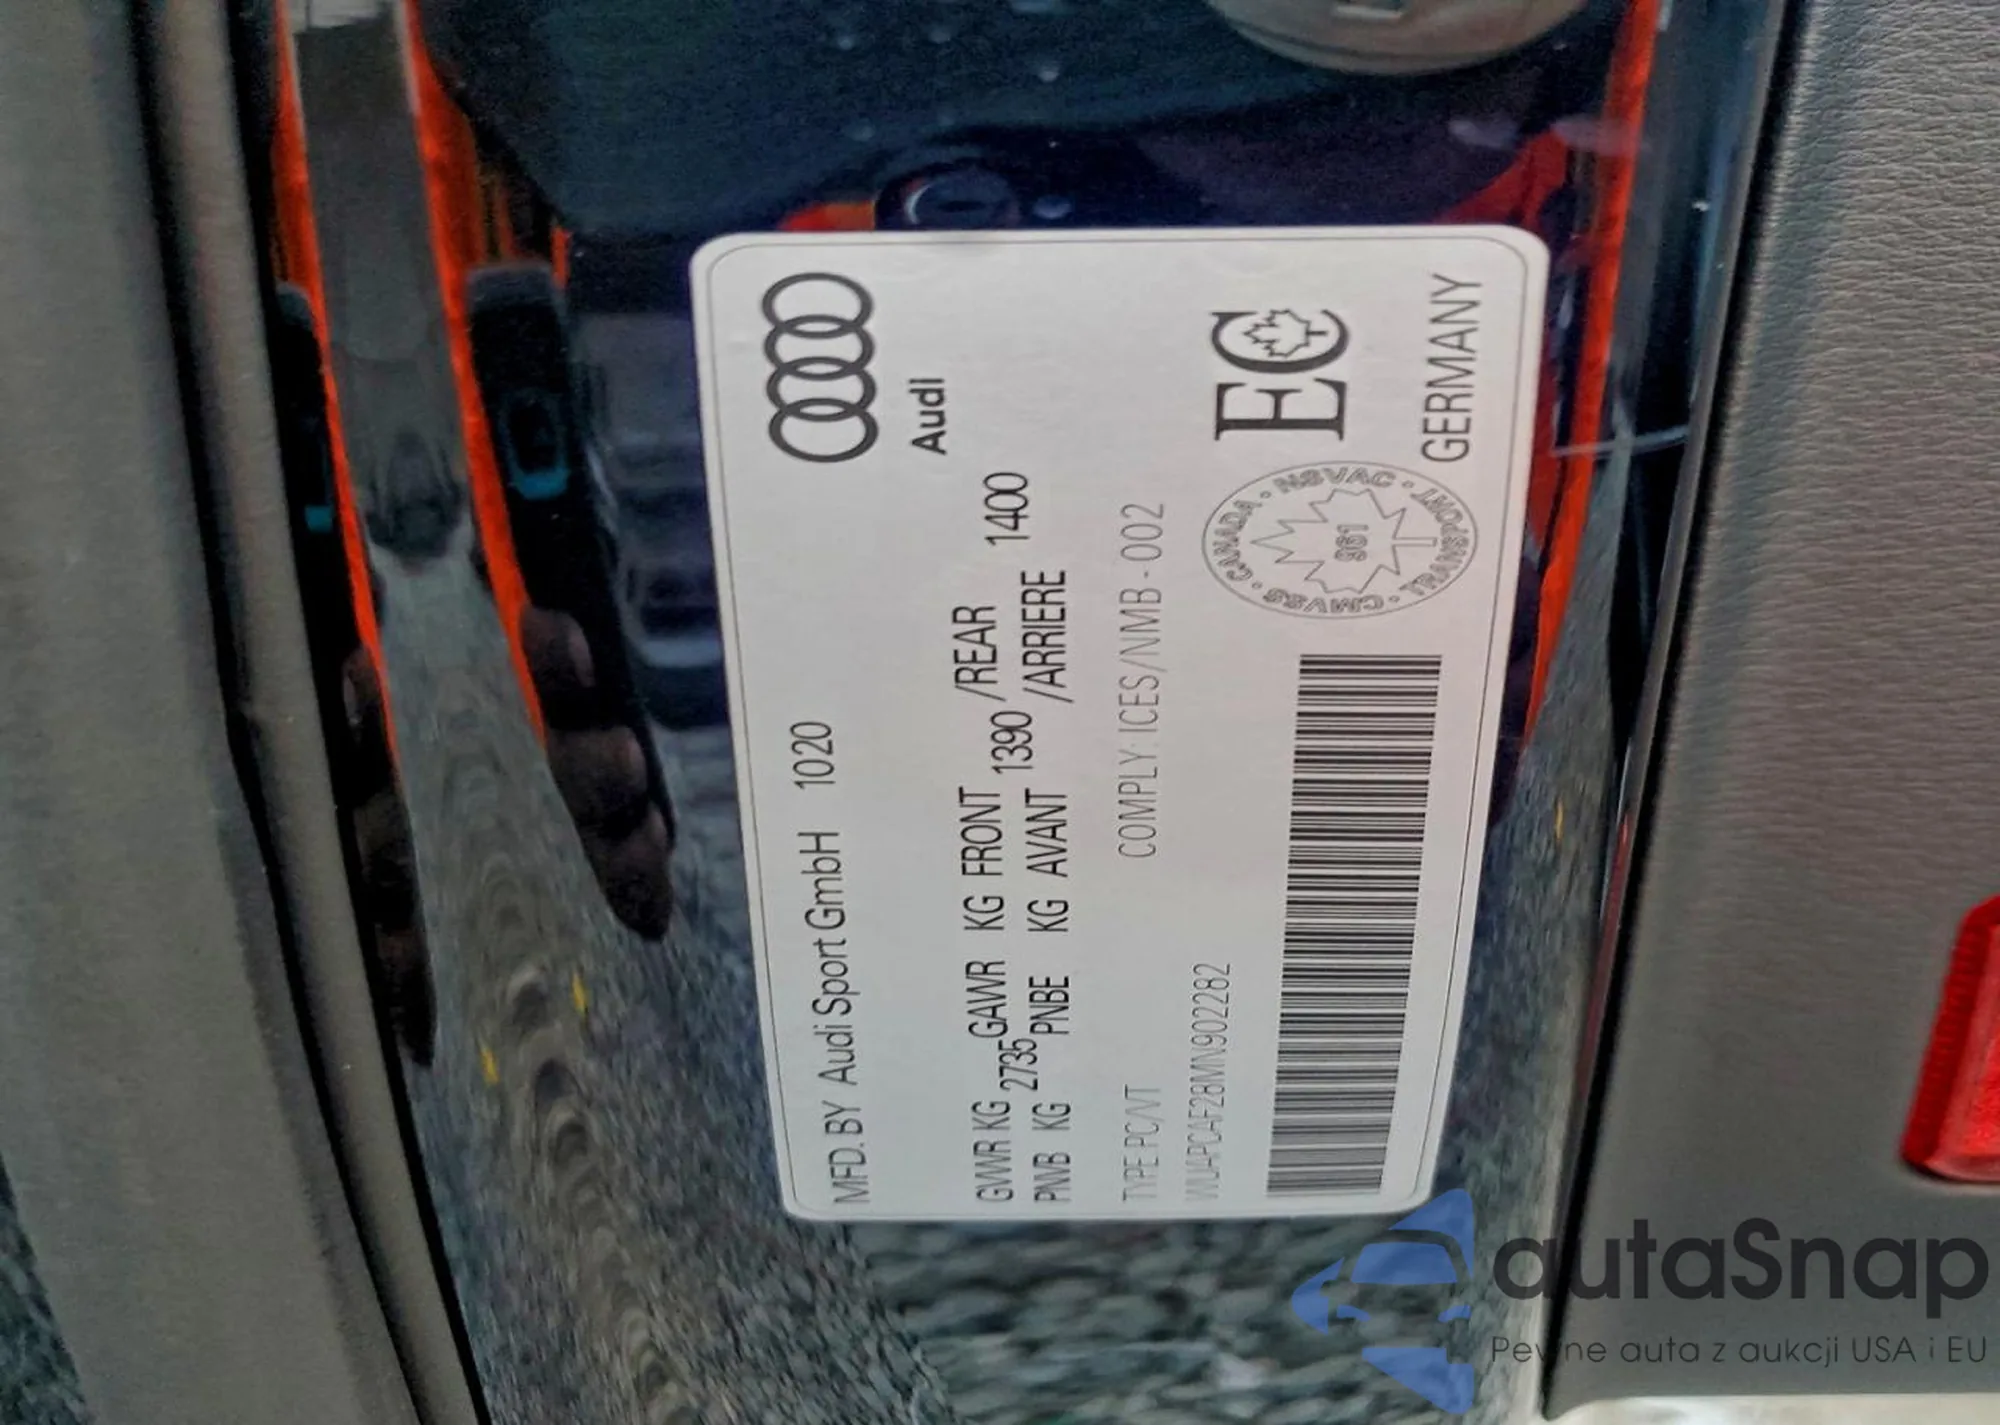 MFD. BY Audi Sport GmbH 1020
Audi
GVWR KG 2735 GAWR KG FRONT 1390 /REAR 1400
PNVB KG 2735 PNBE KG AVANT 1390 /ARRIERE 1400
TYPE PC/VT COMPLY: ICES/NMB-002
WUAPCAF28MN902282
CANADA · NSVAC · TRANSPORT · CMVSS
961
EC
GERMANY
autaSnap
Pewne auta z aukcji USA i EU